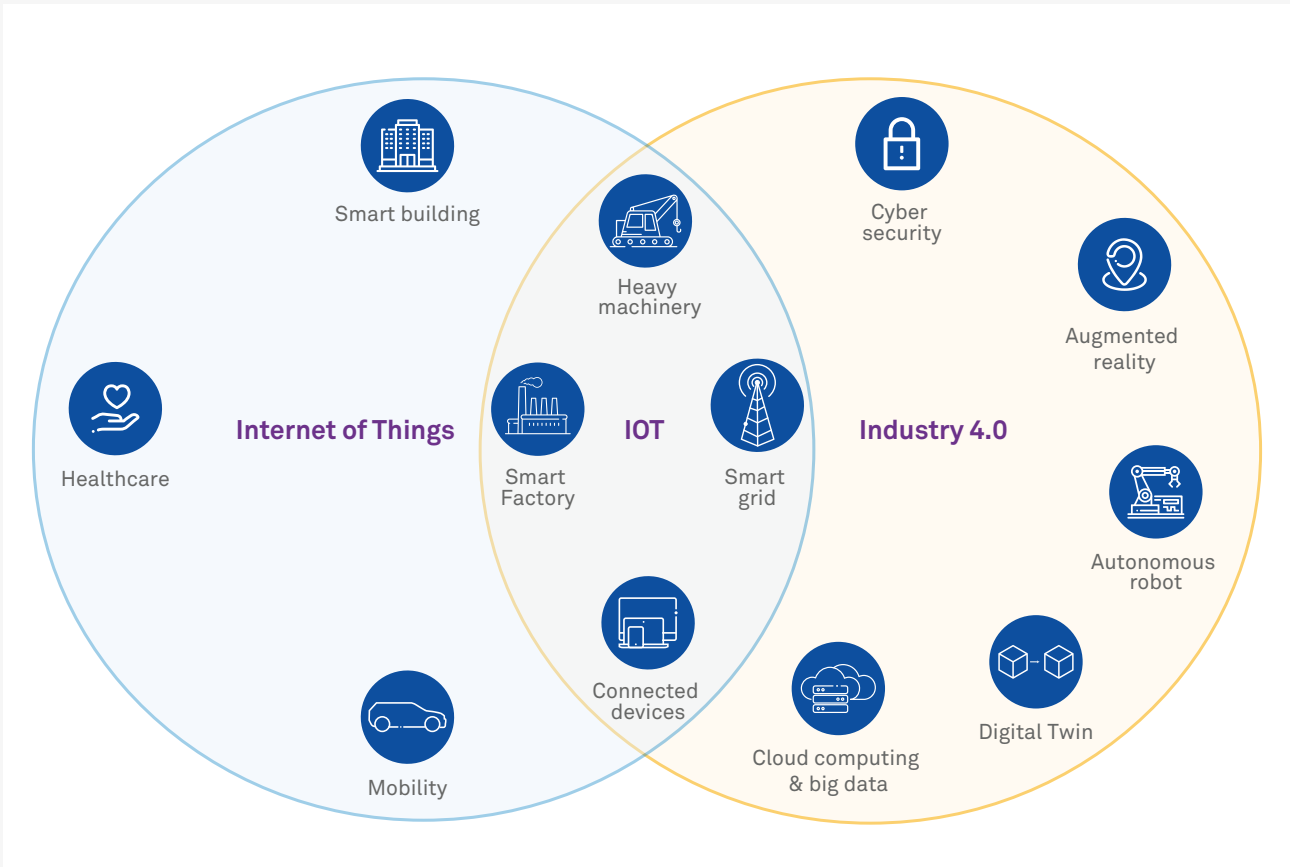 Smart building
Cyber
security
Heavy
machinery
Augmented
reality
Internet of Things
IOT
Industry 4.0
Healthcare
Smart
Factory
Smart
grid
Autonomous
robot
Connected
devices
Digital Twin
Cloud computing
& big data
Mobility